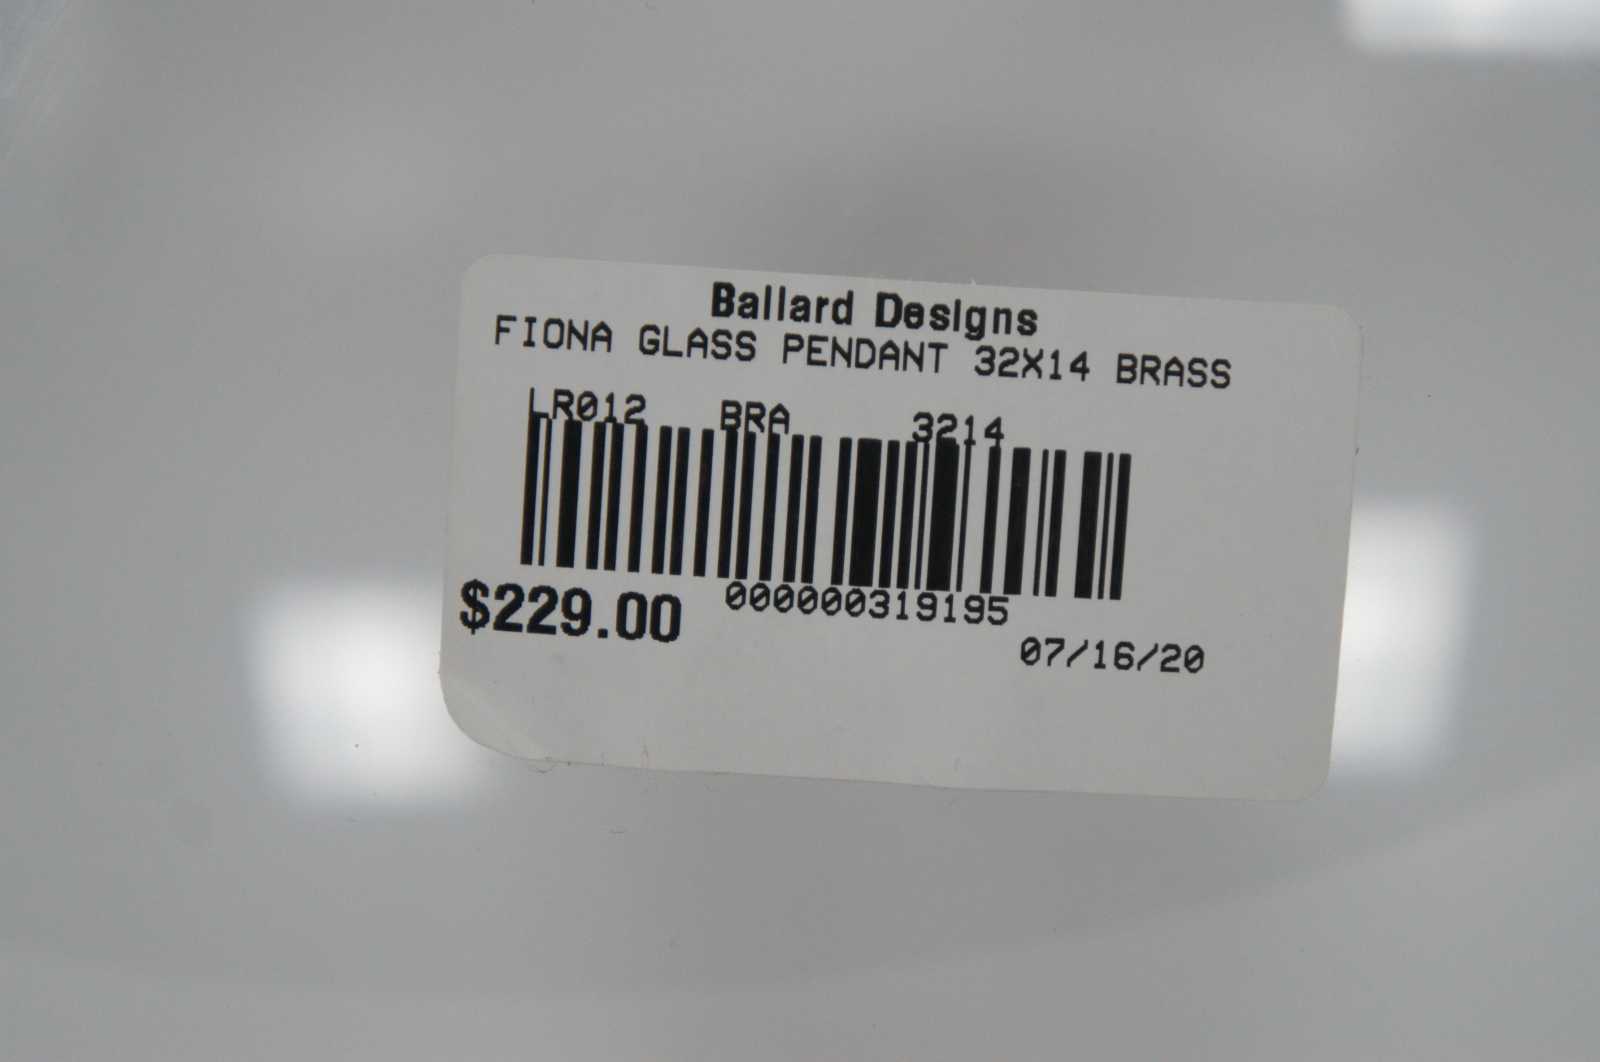 Ballard Designs
FIONA GLASS PENDANT 32X14 BRASS
LR012 BRA 3214
$229.00 000000319195
07/16/20